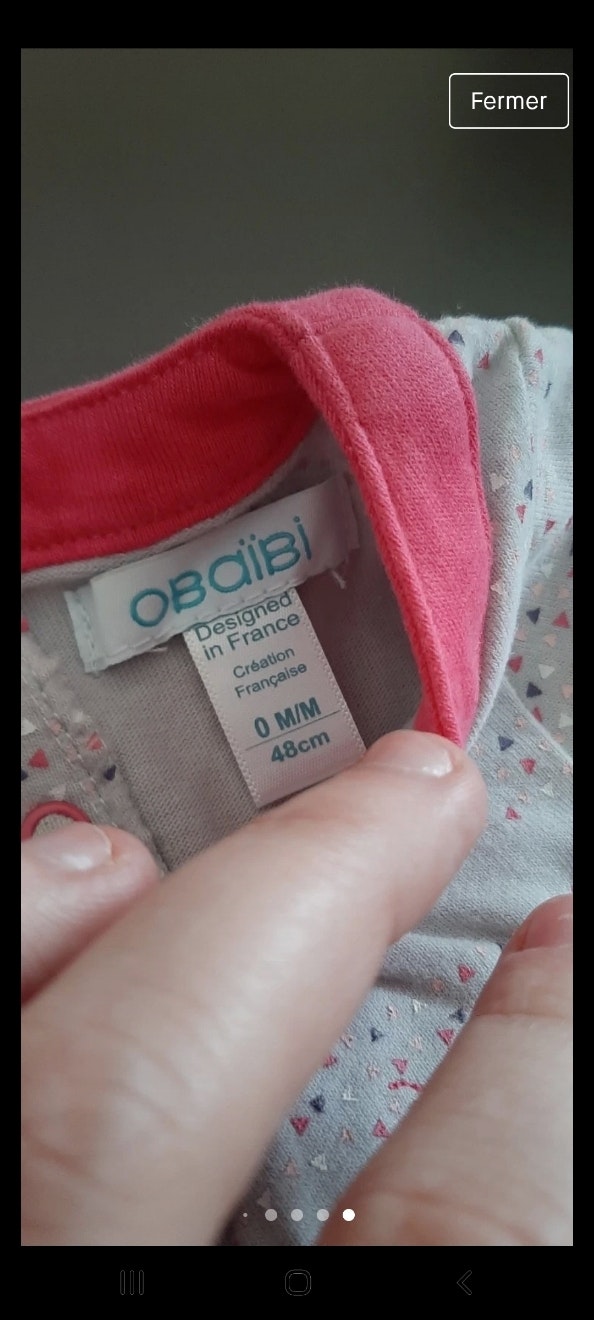 Fermer
OBaïBi
Designed
in France
Création
Française
0 M/M
48cm